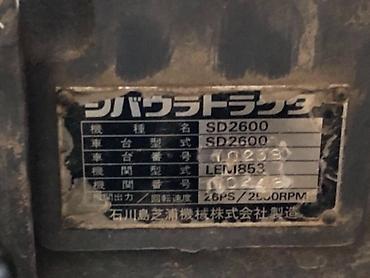 シバウラトラクタ
機種名 SD2600
車台型式 SD2600
車台番号
機関型式 LEM853
機関番号
機関出力/回転速度 26PS/2500RPM
石川島芝浦機械株式会社製造